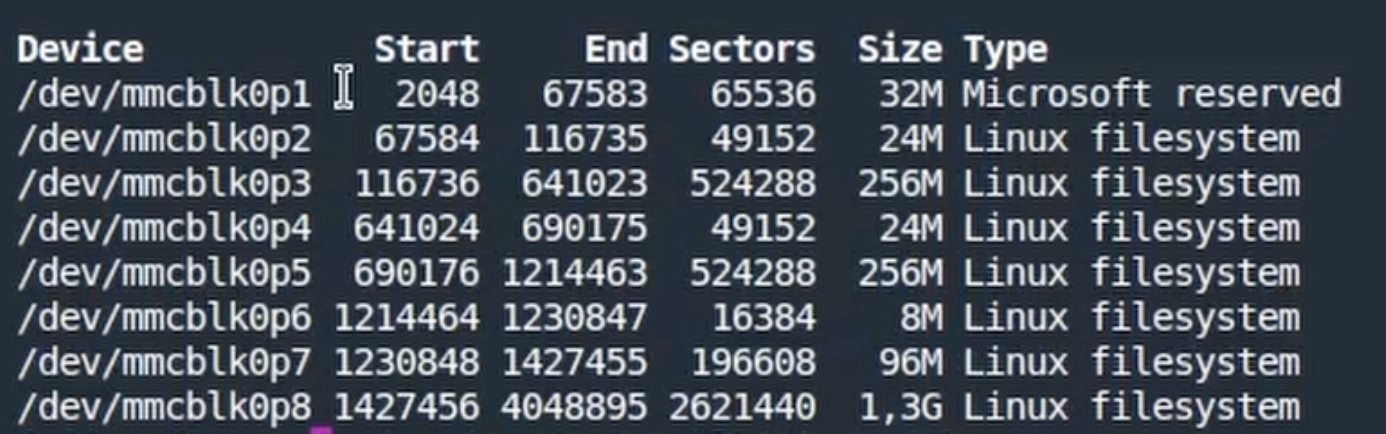 Device Start End Sectors Size Type
/dev/mmcblk0p1 2048 67583 65536 32M Microsoft reserved
/dev/mmcblk0p2 67584 116735 49152 24M Linux filesystem
/dev/mmcblk0p3 116736 641023 524288 256M Linux filesystem
/dev/mmcblk0p4 641024 690175 49152 24M Linux filesystem
/dev/mmcblk0p5 690176 1214463 524288 256M Linux filesystem
/dev/mmcblk0p6 1214464 1230847 16384 8M Linux filesystem
/dev/mmcblk0p7 1230848 1427455 196608 96M Linux filesystem
/dev/mmcblk0p8 1427456 4048895 2621440 1,3G Linux filesystem